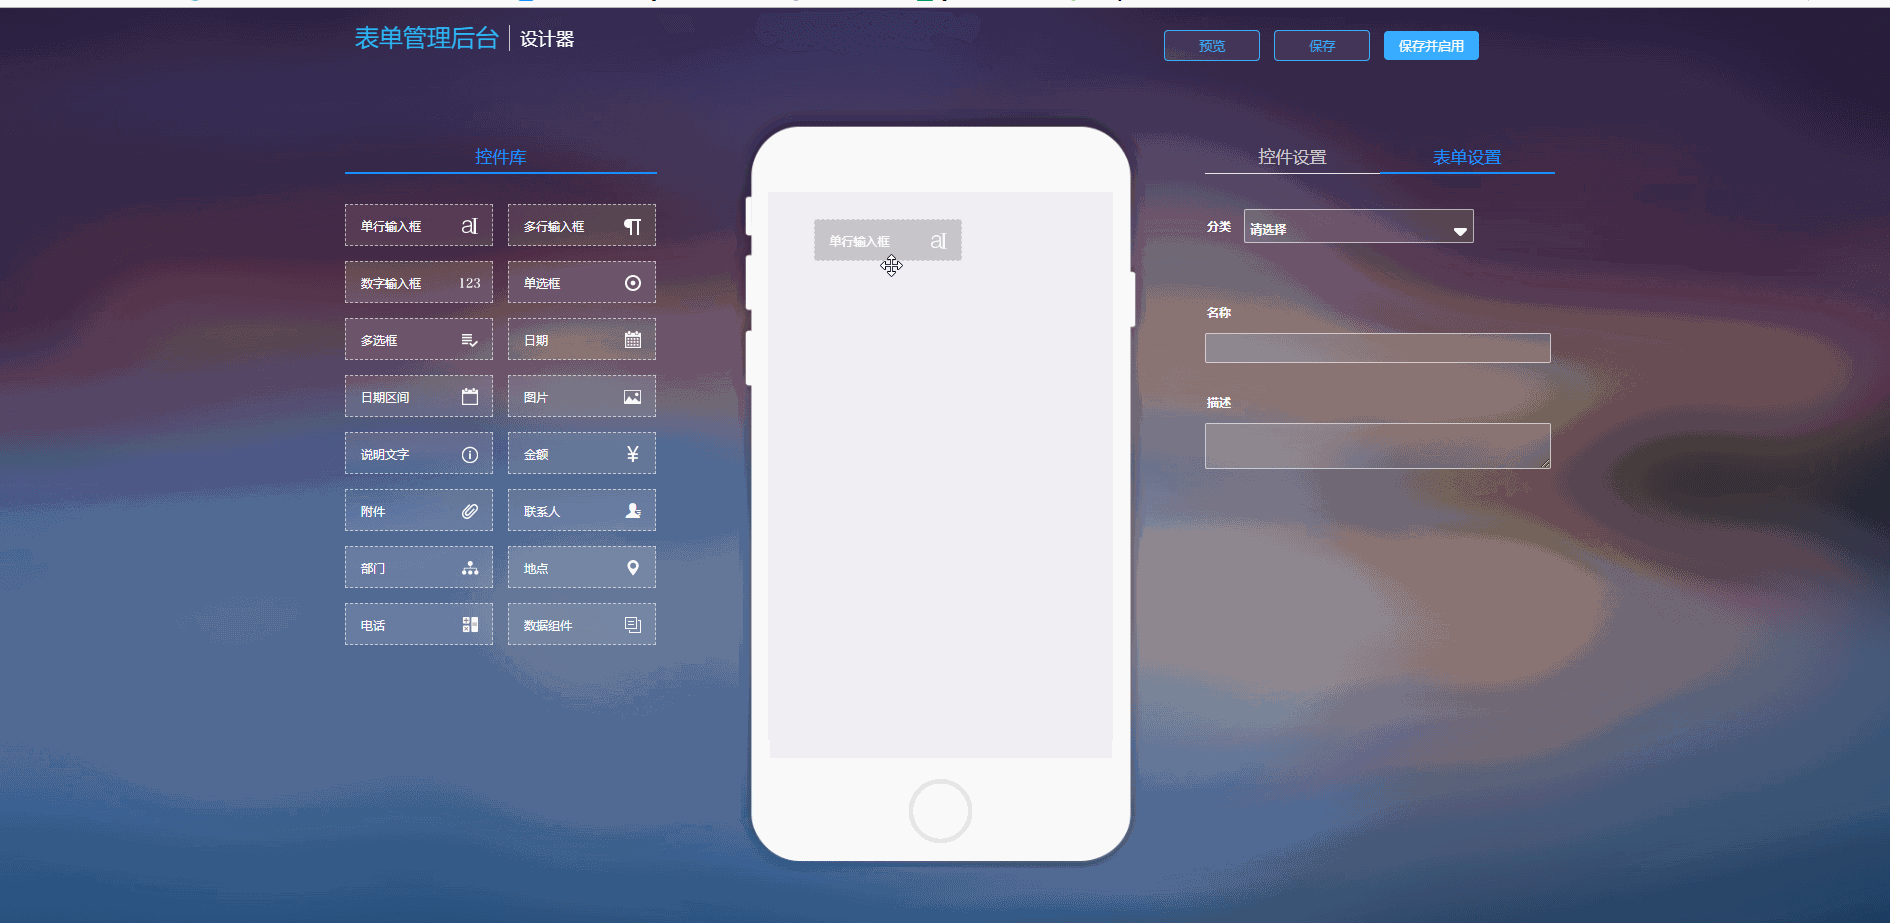 表单管理后台 设计器
预览 保存 保存并启用
控件库
单行输入框 aI 多行输入框
数字输入框 123 单选框
多选框 日期
日期区间 图片
说明文字 金额 ¥
附件 联系人
部门 地点
电话 数据组件
单行输入框 aI
控件设置 表单设置
分类 请选择
名称
描述